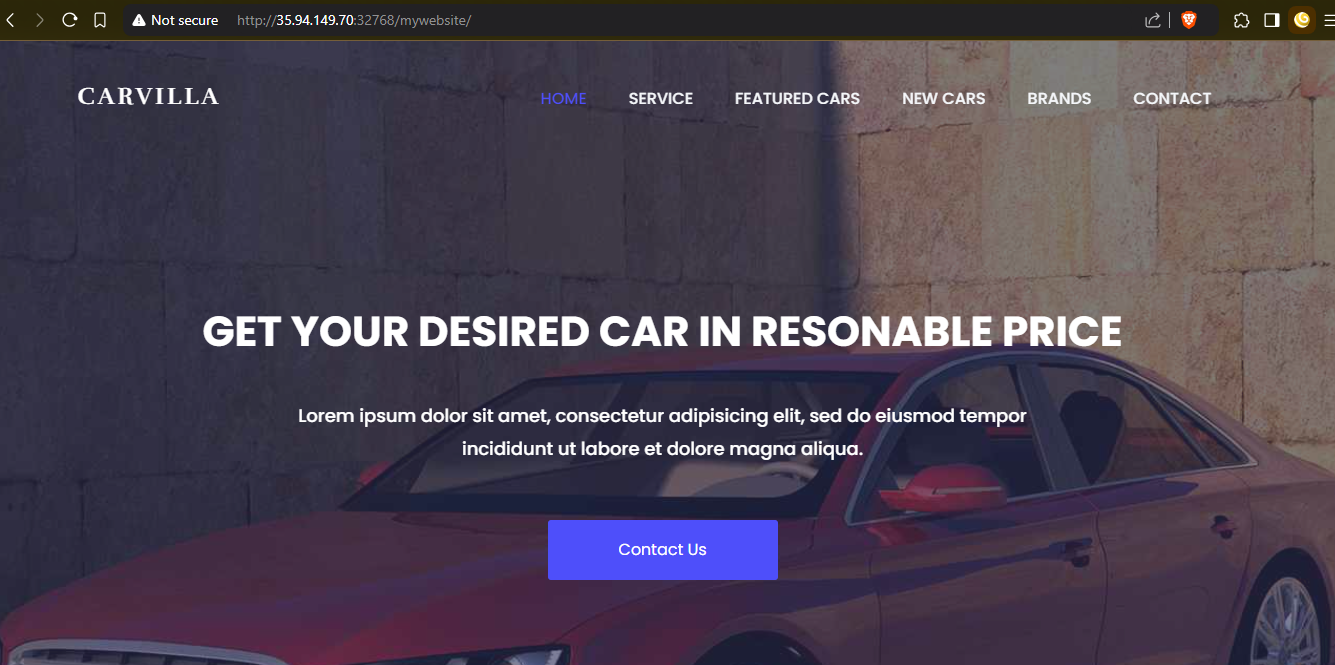 Not secure http://35.94.149.70:32768/mywebsite/
CARVILLA HOME SERVICE FEATURED CARS NEW CARS BRANDS CONTACT
GET YOUR DESIRED CAR IN RESONABLE PRICE
Lorem ipsum dolor sit amet, consectetur adipisicing elit, sed do eiusmod tempor
incididunt ut labore et dolore magna aliqua.
Contact Us